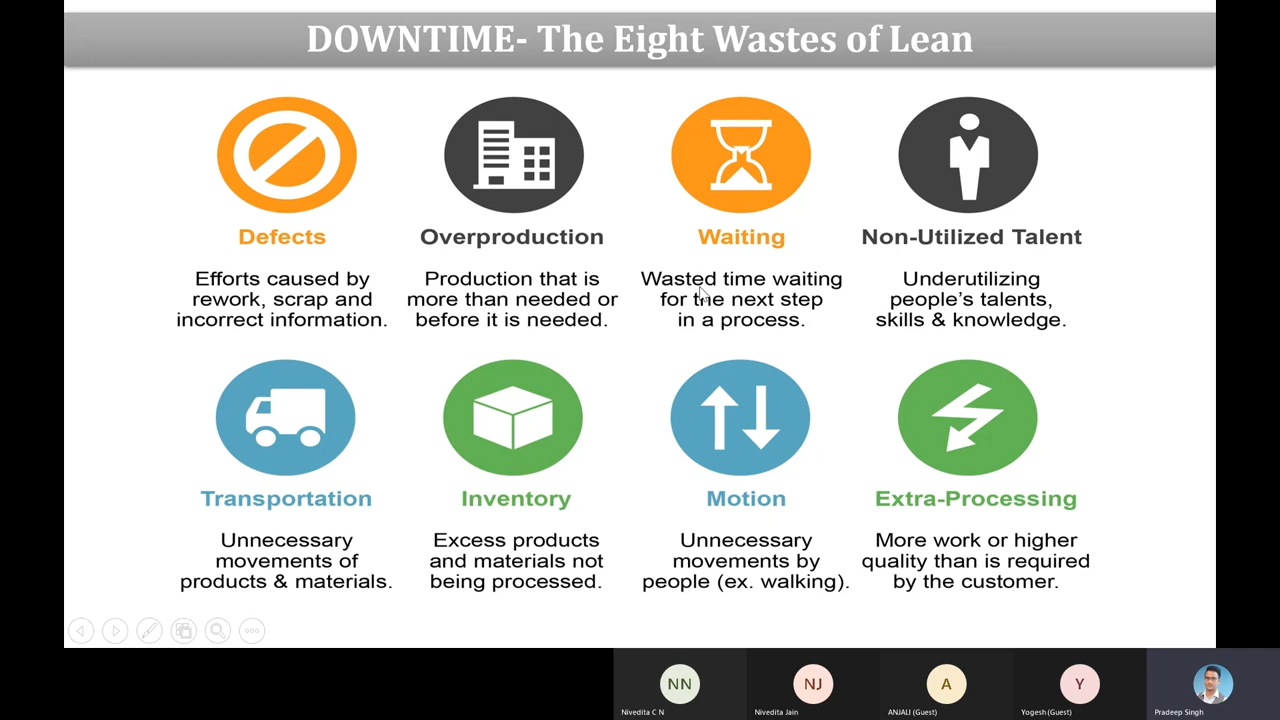 DOWNTIME- The Eight Wastes of Lean
Defects
Efforts caused by
rework, scrap and
incorrect information.
Overproduction
Production that is
more than needed or
before it is needed.
Waiting
Wasted time waiting
for the next step
in a process.
Non-Utilized Talent
Underutilizing
people's talents,
skills & knowledge.
Transportation
Unnecessary
movements of
products & materials.
Inventory
Excess products
and materials not
being processed.
Motion
Unnecessary
movements by
people (ex. walking).
Extra-Processing
More work or higher
quality than is required
by the customer.
NN
Nivedita C N
NJ
Nivedita Jain
A
ANJALI (Guest)
Y
Yogesh (Guest)
Pradeep Singh